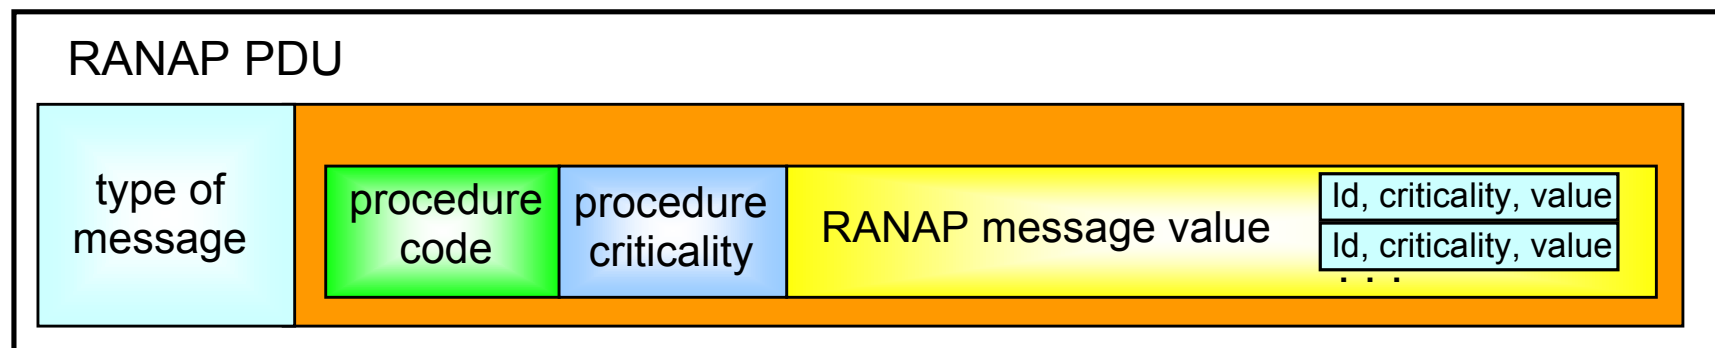 RANAP PDU
type of
message
procedure
code
procedure
criticality
RANAP message value
Id, criticality, value
Id, criticality, value
. . .